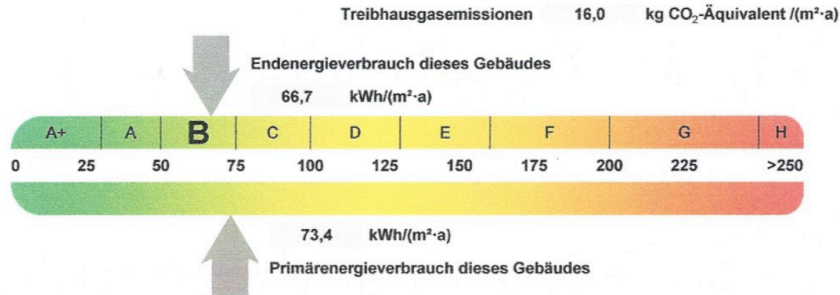 Treibhausgasemissionen 16,0 kg CO₂-Äquivalent /(m²·a)
Endenergieverbrauch dieses Gebäudes
66,7 kWh/(m²·a)
A+ A B C D E F G H
0 25 50 75 100 125 150 175 200 225 >250
73,4 kWh/(m²·a)
Primärenergieverbrauch dieses Gebäudes